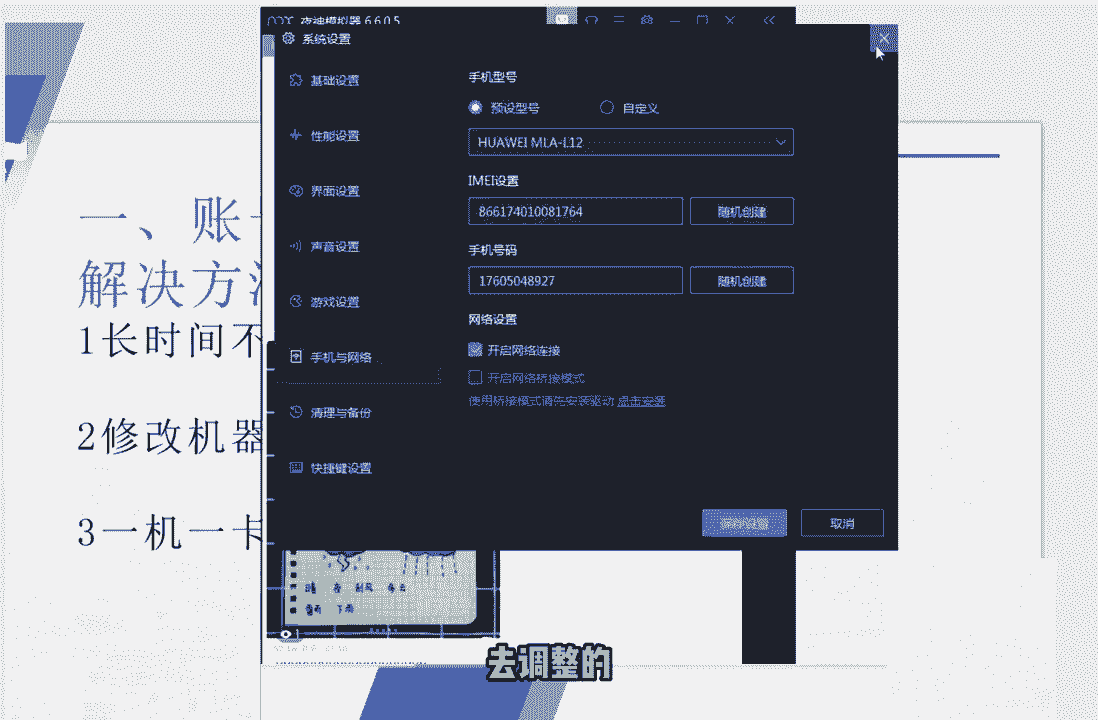 夜神模拟器 6.6.0.5
系统设置
基础设置
性能设置
界面设置
声音设置
游戏设置
手机与网络
清理与备份
快捷键设置
手机型号
预设型号
自定义
HUAWEI MLA-L12
IMEI设置
866174010081764
随机创建
手机号码
17605048927
随机创建
网络设置
开启网络连接
开启网络桥接模式
使用桥接模式请先安装驱动 点击安装
保存设置
取消
一、账
解决方
1长时间不
2修改机器
3一机一卡
去调整的